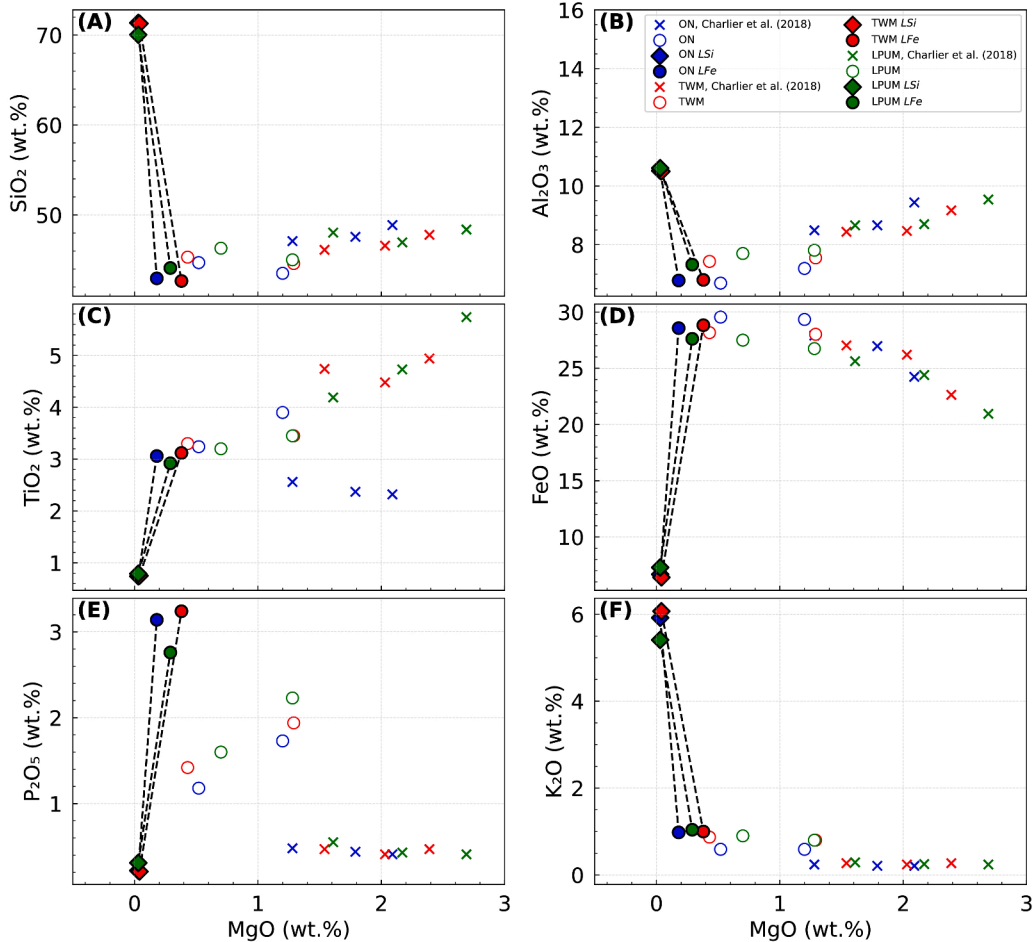 (A)
SiO₂ (wt.%)
70
60
50
(B)
Al₂O₃ (wt.%)
16
14
12
10
8
ON, Charlier et al. (2018)
ON
ON LSi
ON LFe
TWM, Charlier et al. (2018)
TWM
TWM LSi
TWM LFe
LPUM, Charlier et al. (2018)
LPUM
LPUM LSi
LPUM LFe
(C)
TiO₂ (wt.%)
5
4
3
2
1
(D)
FeO (wt.%)
30
25
20
15
10
(E)
P₂O₅ (wt.%)
3
2
1
0 1 2 3
MgO (wt.%)
(F)
K₂O (wt.%)
6
4
2
0
0 1 2 3
MgO (wt.%)